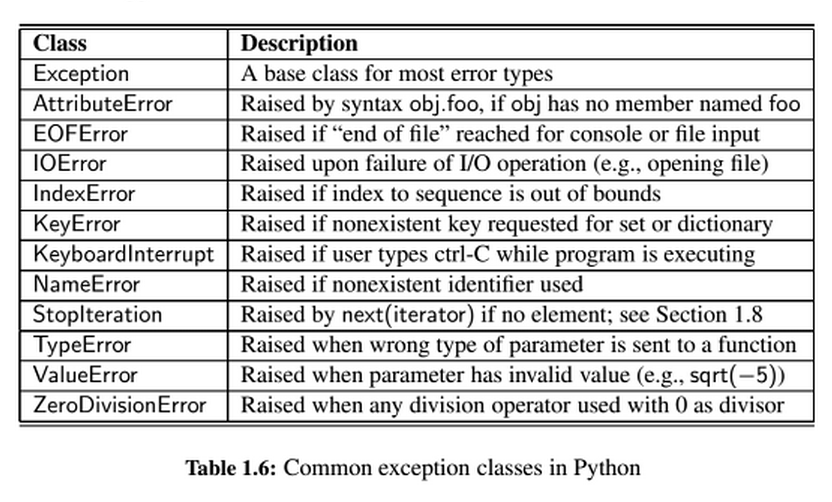 Class Description
Exception A base class for most error types
AttributeError Raised by syntax obj.foo, if obj has no member named foo
EOFError Raised if “end of file” reached for console or file input
IOError Raised upon failure of I/O operation (e.g., opening file)
IndexError Raised if index to sequence is out of bounds
KeyError Raised if nonexistent key requested for set or dictionary
KeyboardInterrupt Raised if user types ctrl-C while program is executing
NameError Raised if nonexistent identifier used
StopIteration Raised by next(iterator) if no element; see Section 1.8
TypeError Raised when wrong type of parameter is sent to a function
ValueError Raised when parameter has invalid value (e.g., sqrt(−5))
ZeroDivisionError Raised when any division operator used with 0 as divisor
Table 1.6: Common exception classes in Python